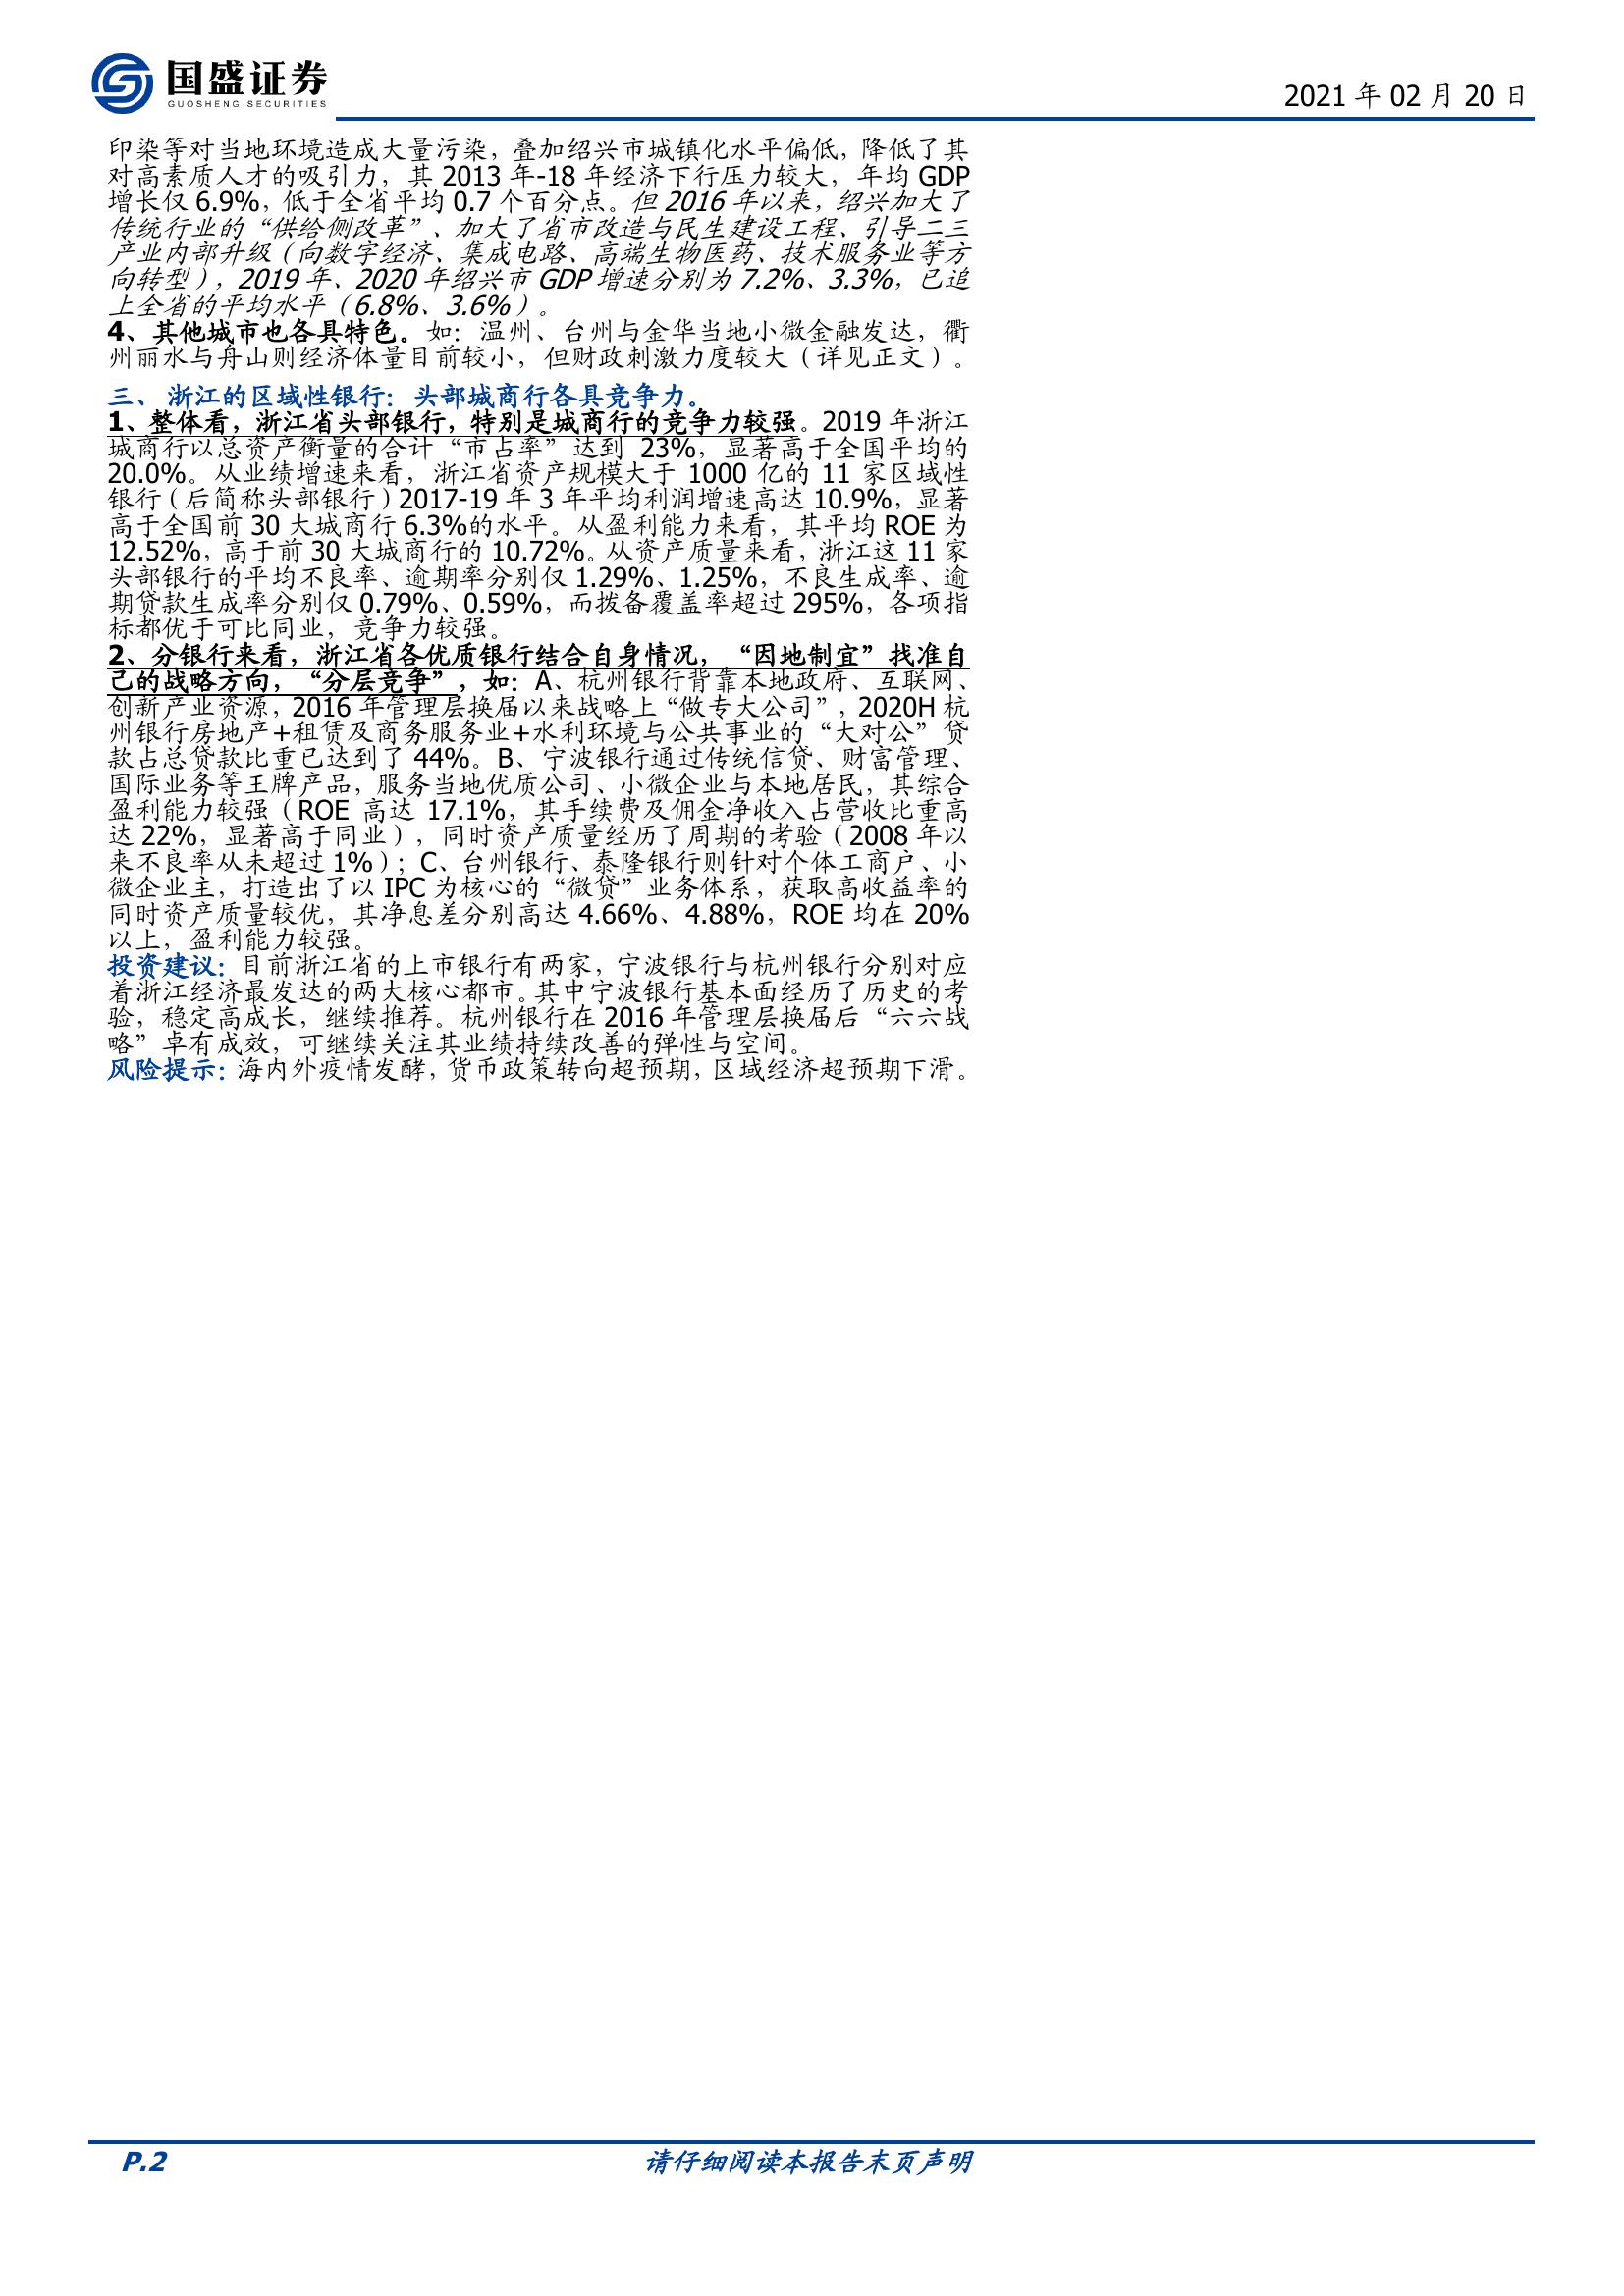 国盛证券
GUOSHENG SECURITIES
2021 年 02 月 20 日
印染等对当地环境造成大量污染，叠加绍兴市城镇化水平偏低，降低了其
对高素质人才的吸引力，其 2013 年-18 年经济下行压力较大，年均 GDP
增长仅 6.9%，低于全省平均 0.7 个百分点。但 2016 年以来，绍兴加大了
传统行业的“供给侧改革”、加大了省市改造与民生建设工程、引导二三
产业内部升级（向数字经济、集成电路、高端生物医药、技术服务业等方
向转型），2019 年、2020 年绍兴市 GDP 增速分别为 7.2%、3.3%，已追
上全省的平均水平（6.8%、3.6%）。
4、其他城市也各具特色。如：温州、台州与金华当地小微金融发达，衢
州丽水与舟山则经济体量目前较小，但财政刺激力度较大（详见正文）。
三、 浙江的区域性银行：头部城商行各具竞争力。
1、整体看，浙江省头部银行，特别是城商行的竞争力较强。2019 年浙江
城商行以总资产衡量的合计“市占率”达到 23%，显著高于全国平均的
20.0%。从业绩增速来看，浙江省资产规模大于 1000 亿的 11 家区域性
银行（后简称头部银行）2017-19 年 3 年平均利润增速高达 10.9%，显著
高于全国前 30 大城商行 6.3%的水平。从盈利能力来看，其平均 ROE 为
12.52%，高于前 30 大城商行的 10.72%。从资产质量来看，浙江这 11 家
头部银行的平均不良率、逾期率分别仅 1.29%、1.25%，不良生成率、逾
期贷款生成率分别仅 0.79%、0.59%，而拨备覆盖率超过 295%，各项指
标都优于可比同业，竞争力较强。
2、分银行来看，浙江省各优质银行结合自身情况，“因地制宜”找准自
己的战略方向，“分层竞争”，如：A、杭州银行背靠本地政府、互联网、
创新产业资源，2016 年管理层换届以来战略上“做专大公司”，2020H 杭
州银行房地产+租赁及商务服务业+水利环境与公共事业的“大对公”贷
款占总贷款比重已达到了 44%。B、宁波银行通过传统信贷、财富管理、
国际业务等王牌产品，服务当地优质公司、小微企业与本地居民，其综合
盈利能力较强（ROE 高达 17.1%，其手续费及佣金净收入占营收比重高
达 22%，显著高于同业），同时资产质量经历了周期的考验（2008 年以
来不良率从未超过 1%）；C、台州银行、泰隆银行则针对个体工商户、小
微企业主，打造出了以 IPC 为核心的“微贷”业务体系，获取高收益率的
同时资产质量较优，其净息差分别高达 4.66%、4.88%，ROE 均在 20%
以上，盈利能力较强。
投资建议：目前浙江省的上市银行有两家，宁波银行与杭州银行分别对应
着浙江经济最发达的两大核心都市。其中宁波银行基本面经历了历史的考
验，稳定高成长，继续推荐。杭州银行在 2016 年管理层换届后“六六战
略”卓有成效，可继续关注其业绩持续改善的弹性与空间。
风险提示：海内外疫情发酵，货币政策转向超预期，区域经济超预期下滑。
P.2
请仔细阅读本报告末页声明